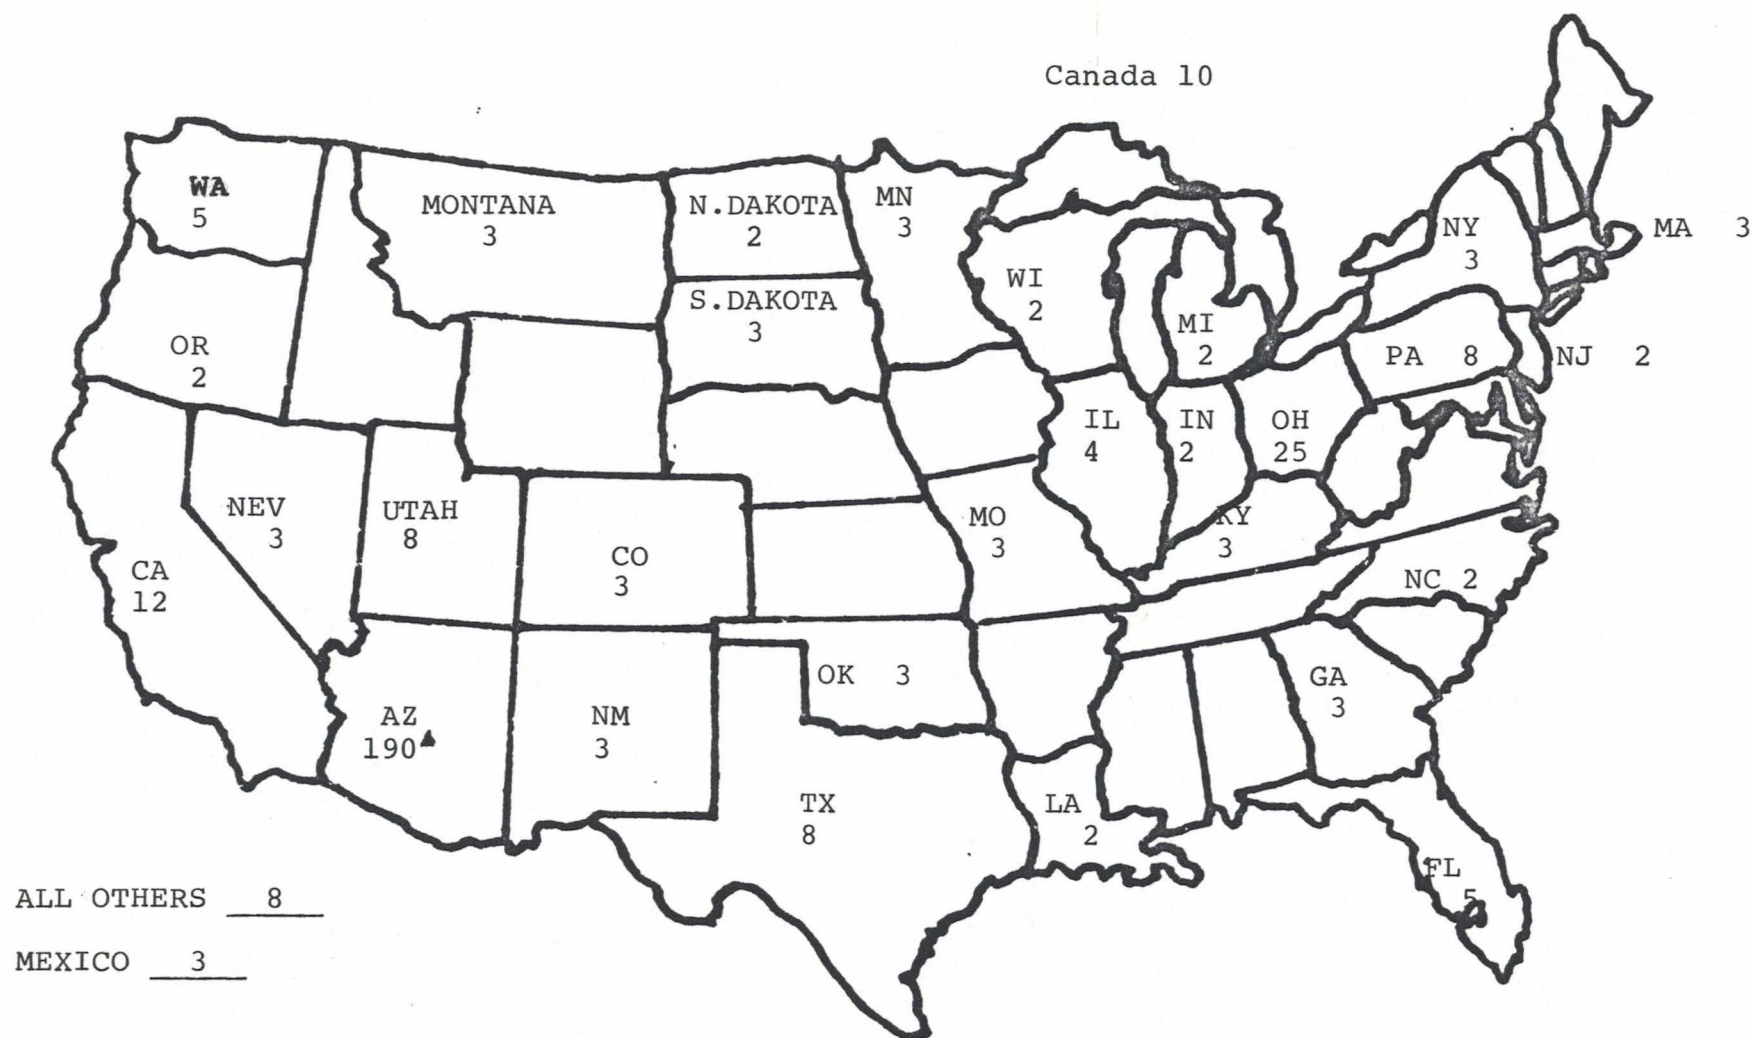 Canada 10
WA
5
MONTANA
3
N.DAKOTA
2
MN
3
NY
3
MA 3
S.DAKOTA
3
WI
2
MI
2
OR
2
PA 8
NJ 2
IL
4
IN
2
OH
25
NEV
3
UTAH
8
CO
3
MO
3
KY
3
CA
12
NC 2
OK 3
GA
3
AZ
190
NM
3
TX
8
LA
2
FL
5
ALL OTHERS 8
MEXICO 3